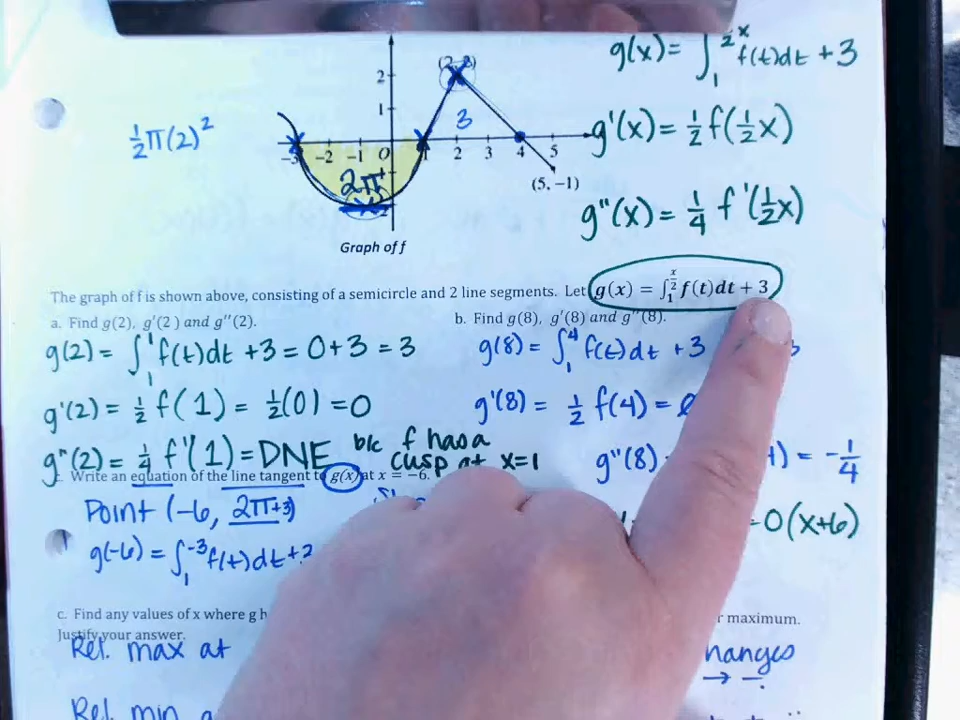 g(x) = ∫₁^{½x} f(t)dt + 3
½π(2)²
2
1
3
g'(x) = ½ f(½x)
-3 -2 -1 O 1 2 3 4 5
2π
(5, −1)
g"(x) = ¼ f'(½x)
Graph of f
The graph of f is shown above, consisting of a semicircle and 2 line segments. Let g(x) = ∫₁^{x/2} f(t)dt + 3
a. Find g(2), g'(2) and g"(2). b. Find g(8), g'(8) and g"(8).
g(2) = ∫₁¹ f(t)dt + 3 = 0+3 = 3
g(8) = ∫₁⁴ f(t)dt + 3
g'(2) = ½ f(1) = ½(0) = 0
g'(8) = ½ f(4) =
g"(2) = ¼ f'(1) = DNE b/c f has a cusp at x=1
g"(8) ) = -¼
Write an equation of the line tangent to g(x) at x = −6.
Point (-6, 2π+3)
= 0(x+6)
g(-6) = ∫₁^{-3} f(t)dt +
c. Find any values of x where g h r maximum.
Justify your answer.
Rel. max at hanges
→ −.
Rel. min